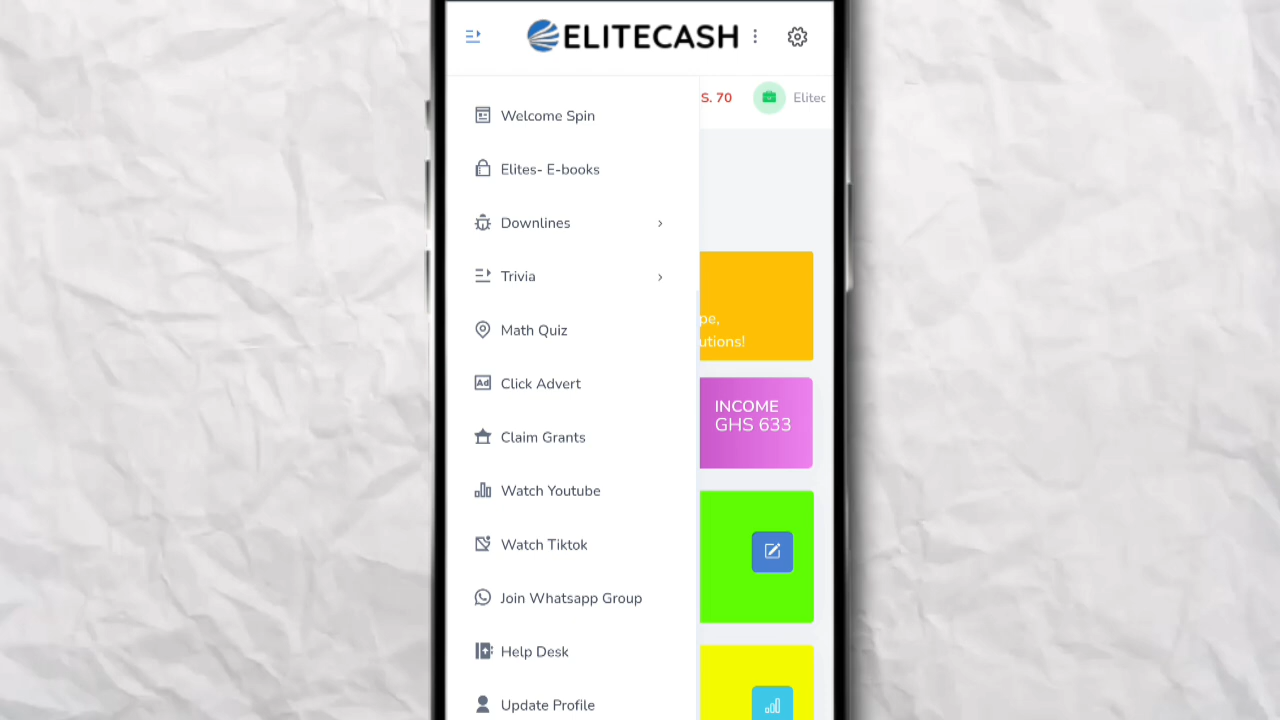 ELITECASH
S. 70
Elitec
Welcome Spin
Elites- E-books
Downlines
Trivia
Math Quiz
Ad Click Advert
Claim Grants
Watch Youtube
Watch Tiktok
Join Whatsapp Group
Help Desk
Update Profile
pe,
utions!
INCOME
GHS 633